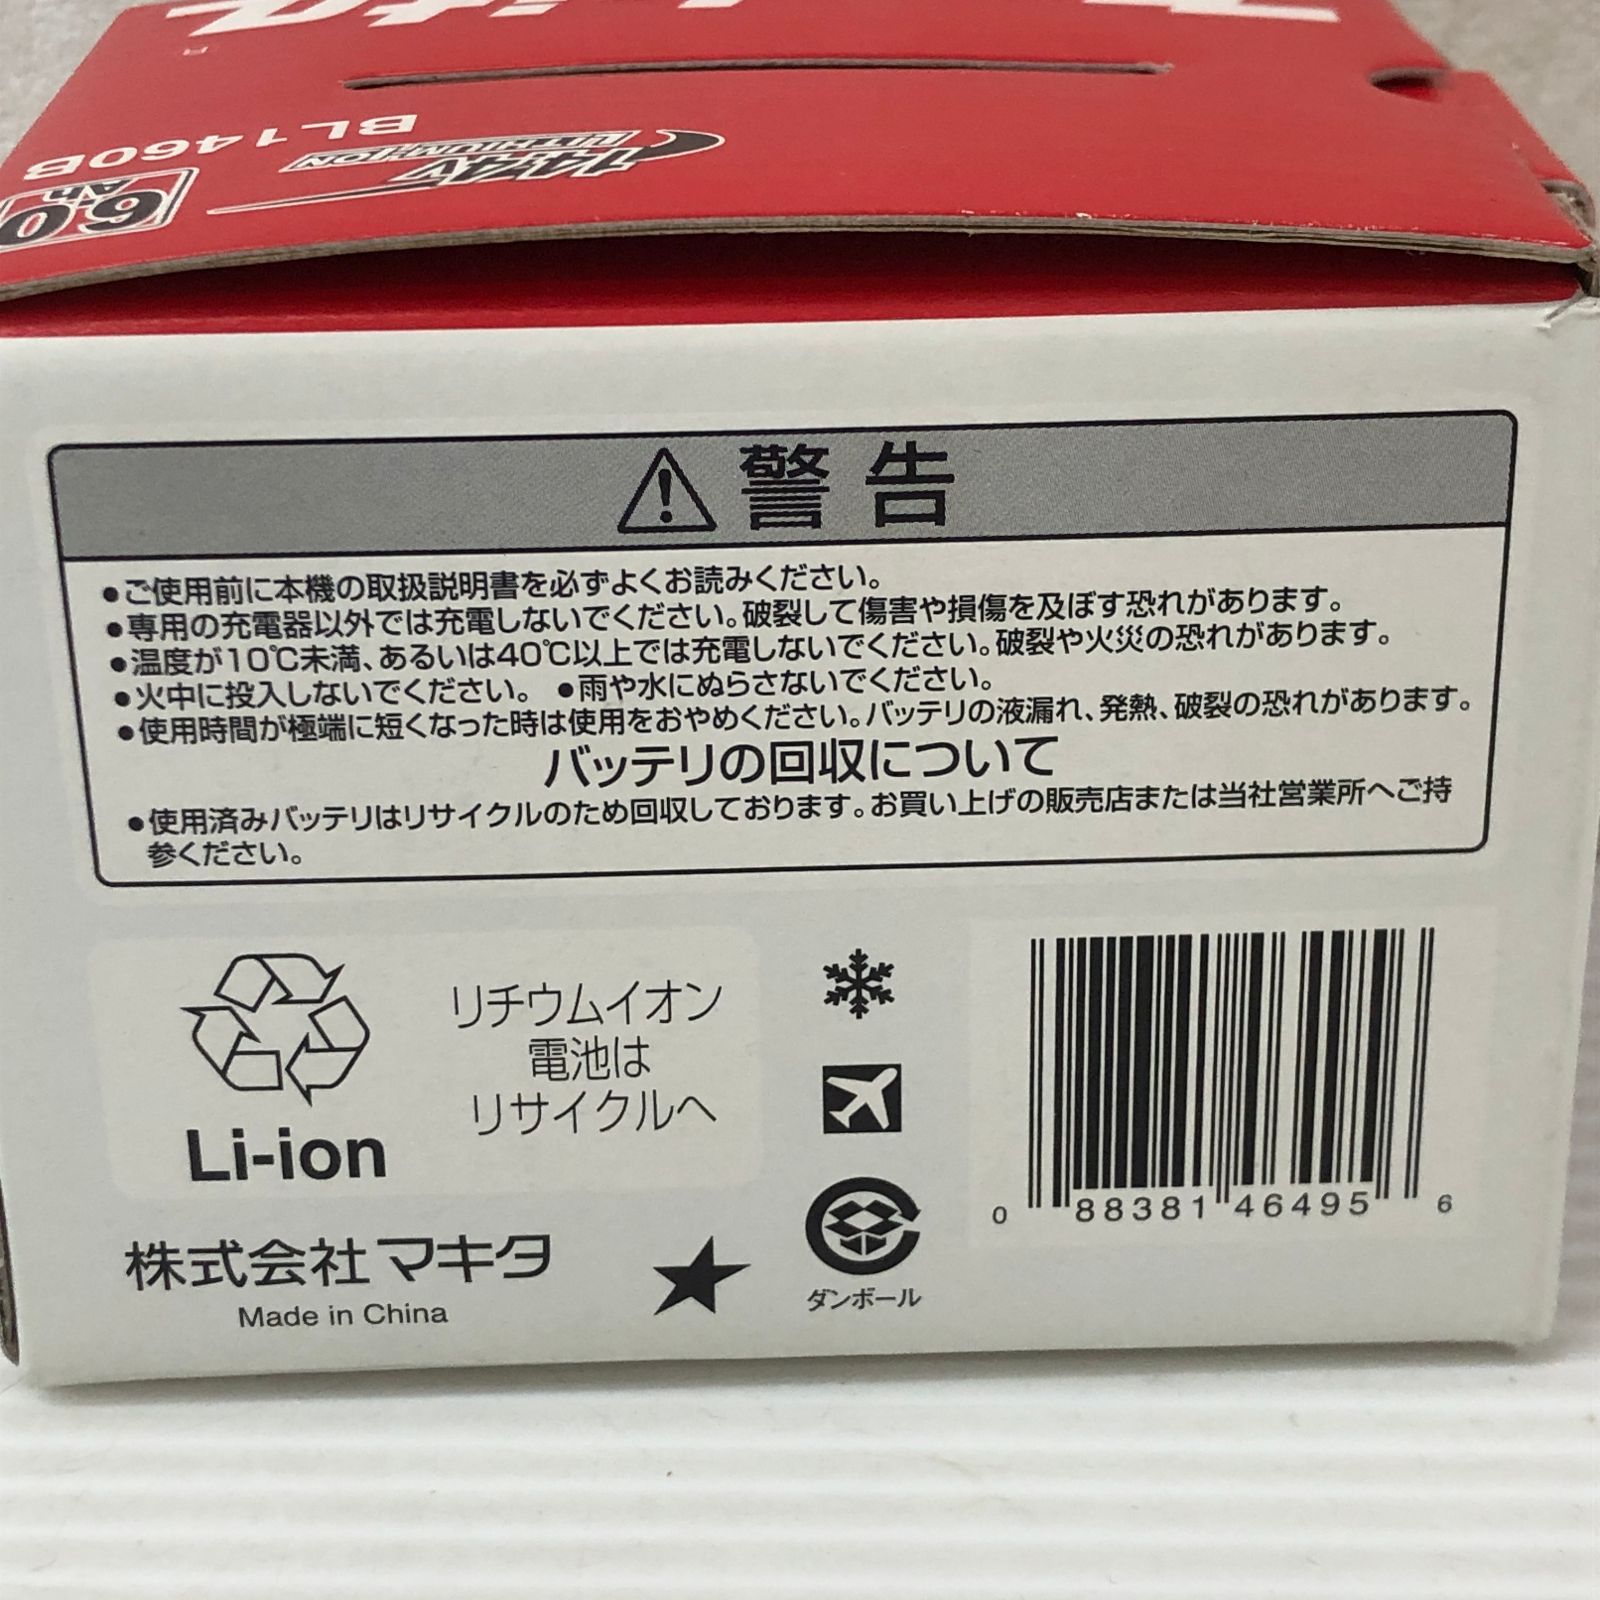 BL1460B
14.4V
LITHIUM-ION
6.0
Ah
警告
●ご使用前に本機の取扱説明書を必ずよくお読みください。
●専用の充電器以外では充電しないでください。破裂して傷害や損傷を及ぼす恐れがあります。
●温度が10℃未満、あるいは40℃以上では充電しないでください。破裂や火災の恐れがあります。
●火中に投入しないでください。 ●雨や水にぬらさないでください。
●使用時間が極端に短くなった時は使用をおやめください。バッテリの液漏れ、発熱、破裂の恐れがあります。
バッテリの回収について
●使用済みバッテリはリサイクルのため回収しております。お買い上げの販売店または当社営業所へご持
参ください。
Li-ion
リチウムイオン
電池は
リサイクルへ
株式会社マキタ
Made in China
ダンボール
0 88381 46495 6